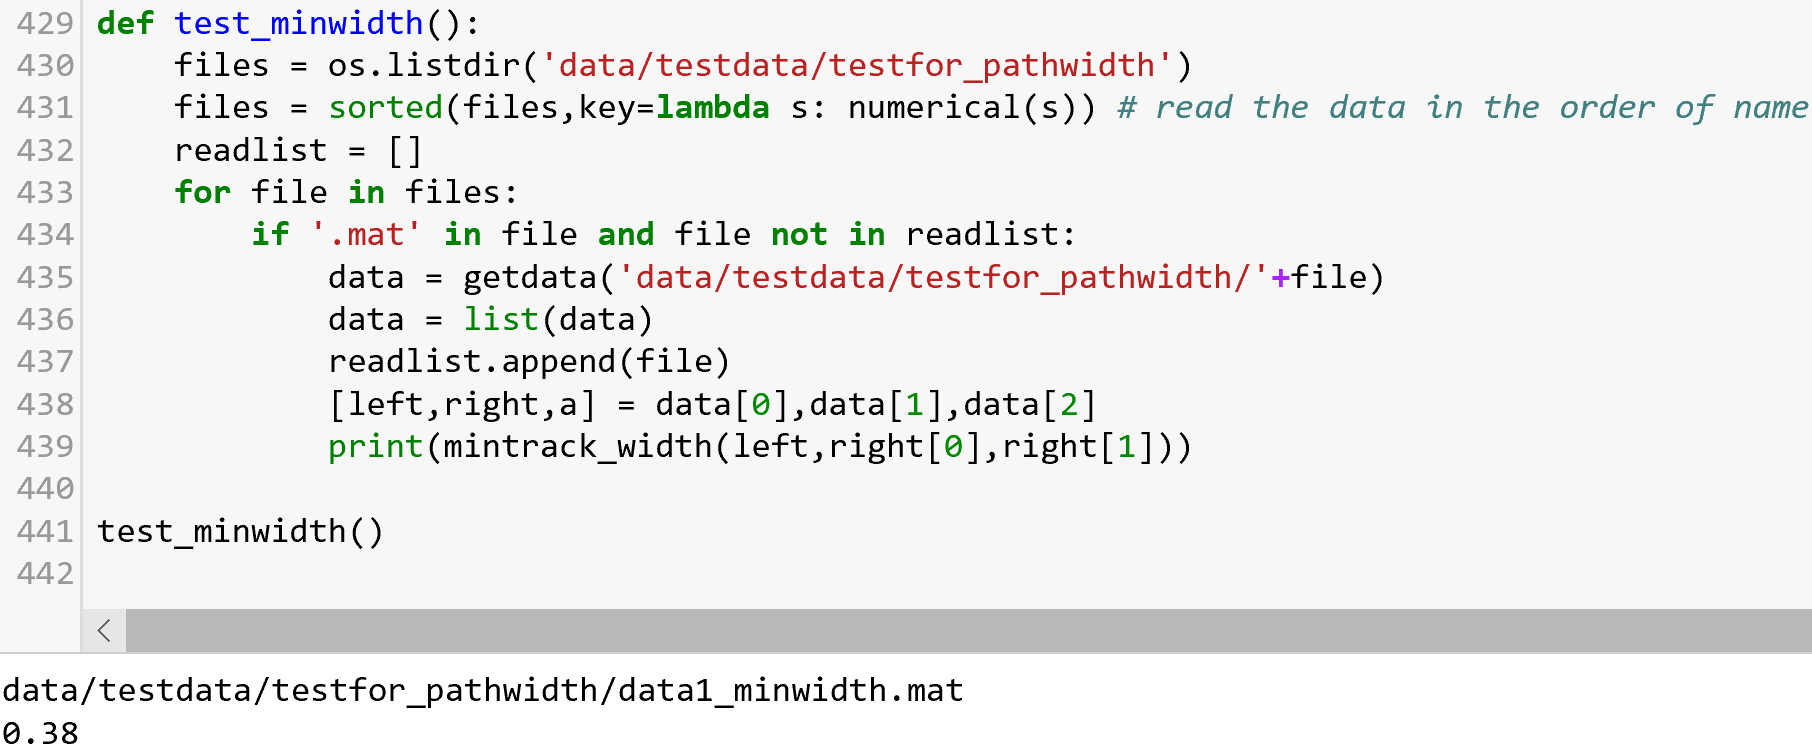 429 def test_minwidth():
430     files = os.listdir('data/testdata/testfor_pathwidth')
431     files = sorted(files,key=lambda s: numerical(s)) # read the data in the order of name
432     readlist = []
433     for file in files:
434         if '.mat' in file and file not in readlist:
435             data = getdata('data/testdata/testfor_pathwidth/'+file)
436             data = list(data)
437             readlist.append(file)
438             [left,right,a] = data[0],data[1],data[2]
439             print(mintrack_width(left,right[0],right[1]))
440
441 test_minwidth()
442
data/testdata/testfor_pathwidth/data1_minwidth.mat
0.38